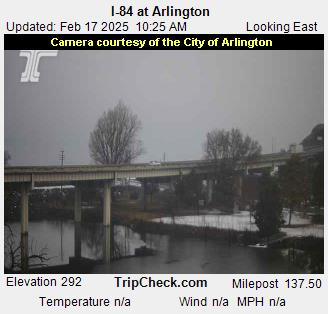 I-84 at Arlington
Updated: Feb 17 2025 10:25 AM Looking East
Camera courtesy of the City of Arlington
Elevation 292 TripCheck.com Milepost 137.50
Temperature n/a Wind n/a MPH n/a